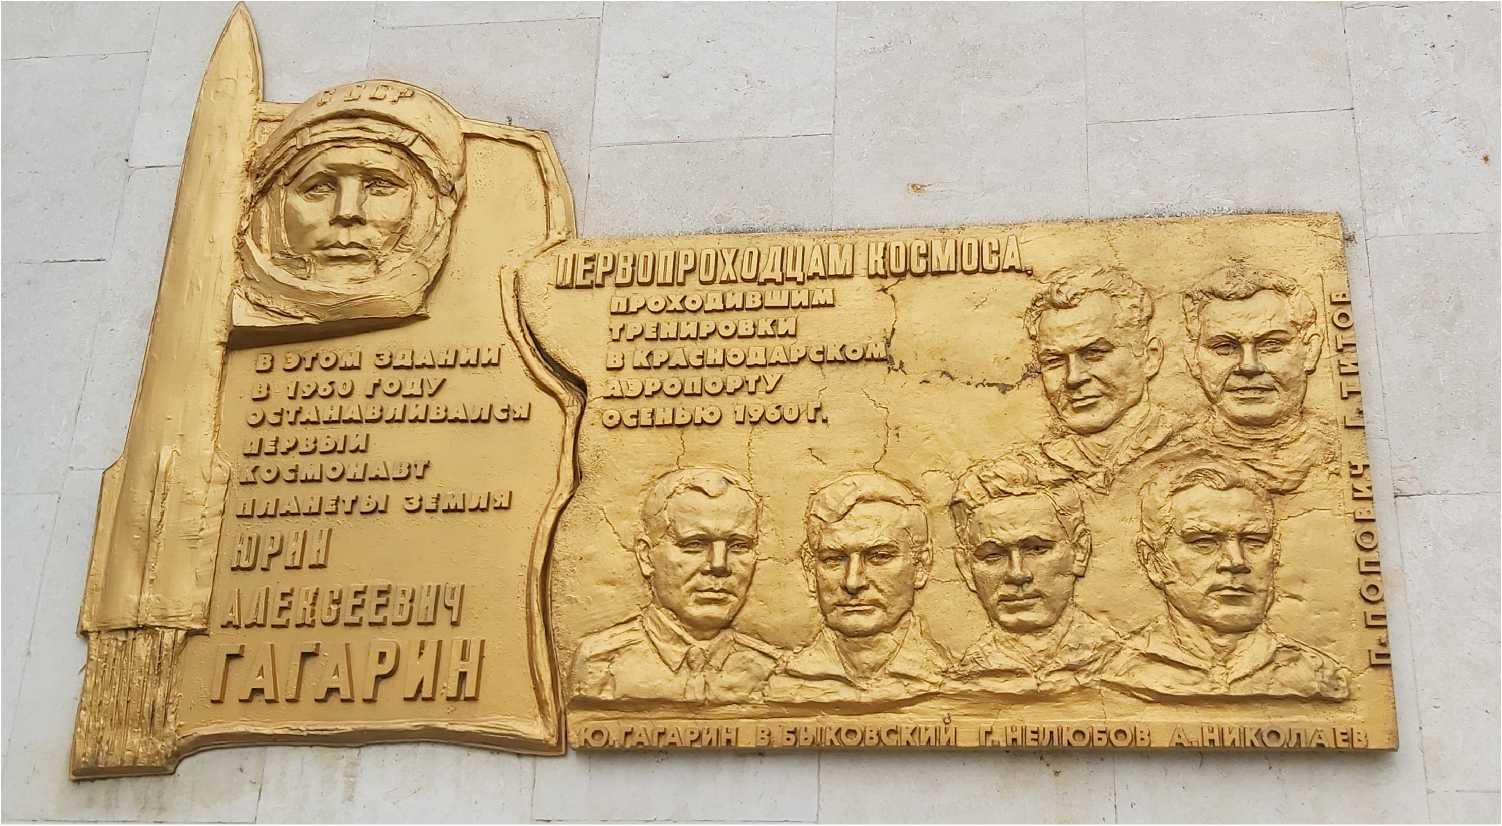 СССР
В ЭТОМ ЗДАНИИ
В 1960 ГОДУ
ОСТАНАВЛИВАЛСЯ
ПЕРВЫЙ
КОСМОНАВТ
ПЛАНЕТЫ ЗЕМЛЯ
ЮРИЙ
АЛЕКСЕЕВИЧ
ГАГАРИН
ПЕРВОПРОХОДЦАМ КОСМОСА,
ПРОХОДИВШИМ
ТРЕНИРОВКИ
В КРАСНОДАРСКОМ
АЭРОПОРТУ
ОСЕНЬЮ 1960 Г.
Ю.ГАГАРИН В.БЫКОВСКИЙ Г.НЕЛЮБОВ А.НИКОЛАЕВ
П.ПОПОВИЧ Г.ТИТОВ